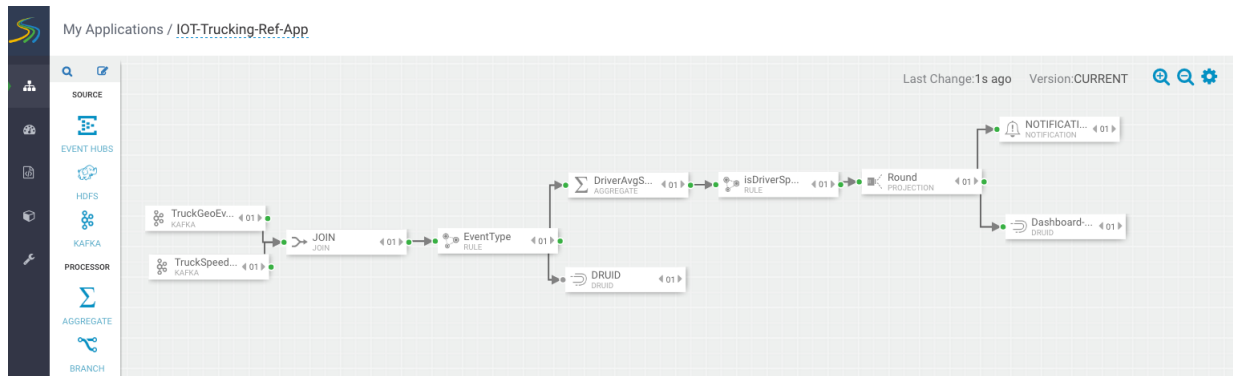 My Applications / IOT-Trucking-Ref-App
Last Change:1s ago Version:CURRENT
SOURCE
EVENT HUBS
HDFS
KAFKA
PROCESSOR
AGGREGATE
BRANCH
TruckGeoEv... 01
KAFKA
TruckSpeed... 01
KAFKA
JOIN 01
JOIN
EventType 01
RULE
DriverAvgS... 01
AGGREGATE
DRUID 01
DRUID
isDriverSp... 01
RULE
Round 01
PROJECTION
NOTIFICATI... 01
NOTIFICATION
Dashboard-... 01
DRUID